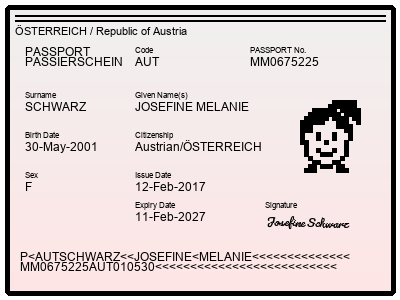 ÖSTERREICH / Republic of Austria
PASSPORT Code PASSPORT No.
PASSIERSCHEIN AUT MM0675225
Surname Given Name(s)
SCHWARZ JOSEFINE MELANIE
Birth Date Citizenship
30-May-2001 Austrian/ÖSTERREICH
Sex Issue Date
F 12-Feb-2017
Expiry Date Signature
11-Feb-2027 Josefine Schwarz
P<AUTSCHWARZ<<JOSEFINE<MELANIE<<<<<<<<<<<<<<
MM0675225AUT010530<<<<<<<<<<<<<<<<<<<<<<<<<<